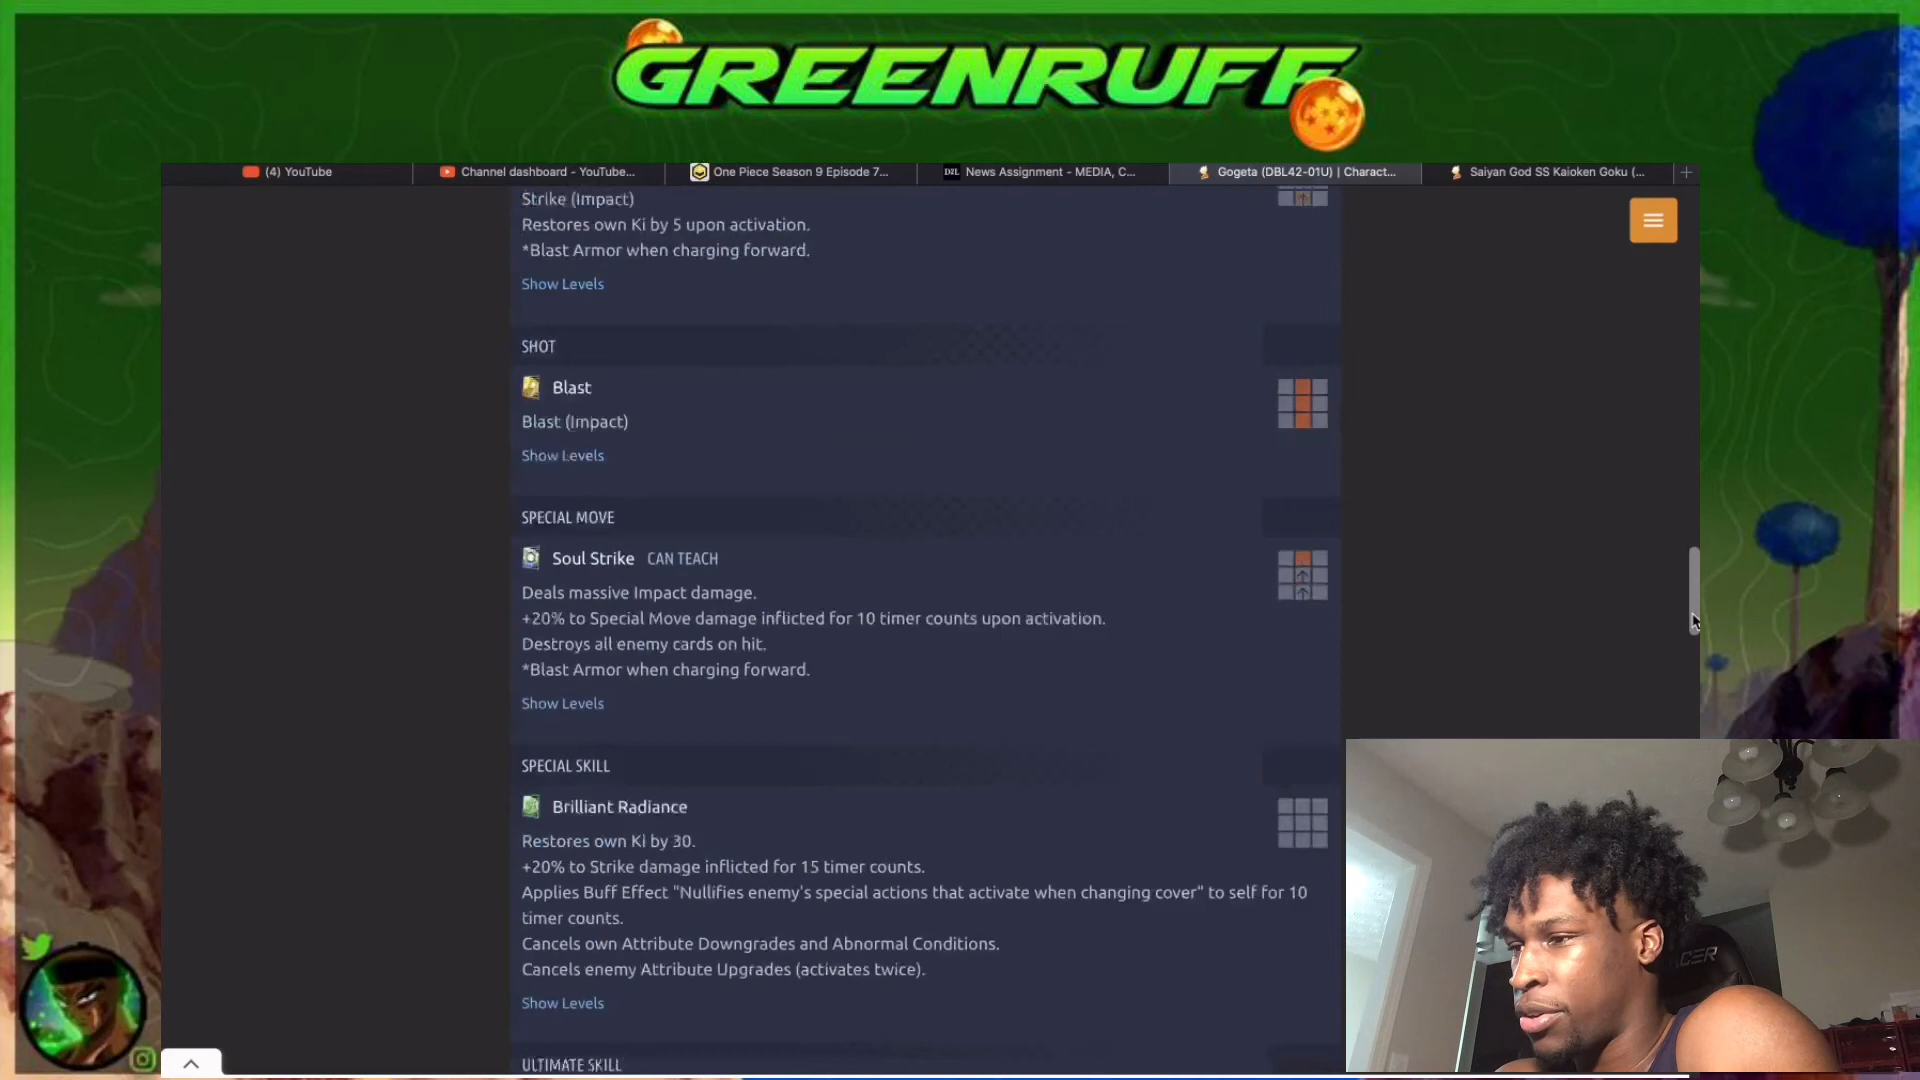 GREENRUFF
(4) YouTube
Channel dashboard - YouTube...
One Piece Season 9 Episode 7...
D2L
News Assignment - MEDIA, C...
Gogeta (DBL42-01U) | Charact...
Saiyan God SS Kaioken Goku (...
Strike (Impact)
Restores own Ki by 5 upon activation.
*Blast Armor when charging forward.
Show Levels
SHOT
Blast
Blast (Impact)
Show Levels
SPECIAL MOVE
Soul Strike CAN TEACH
Deals massive Impact damage.
+20% to Special Move damage inflicted for 10 timer counts upon activation.
Destroys all enemy cards on hit.
*Blast Armor when charging forward.
Show Levels
SPECIAL SKILL
Brilliant Radiance
Restores own Ki by 30.
+20% to Strike damage inflicted for 15 timer counts.
Applies Buff Effect "Nullifies enemy's special actions that activate when changing cover" to self for 10
timer counts.
Cancels own Attribute Downgrades and Abnormal Conditions.
Cancels enemy Attribute Upgrades (activates twice).
Show Levels
ULTIMATE SKILL